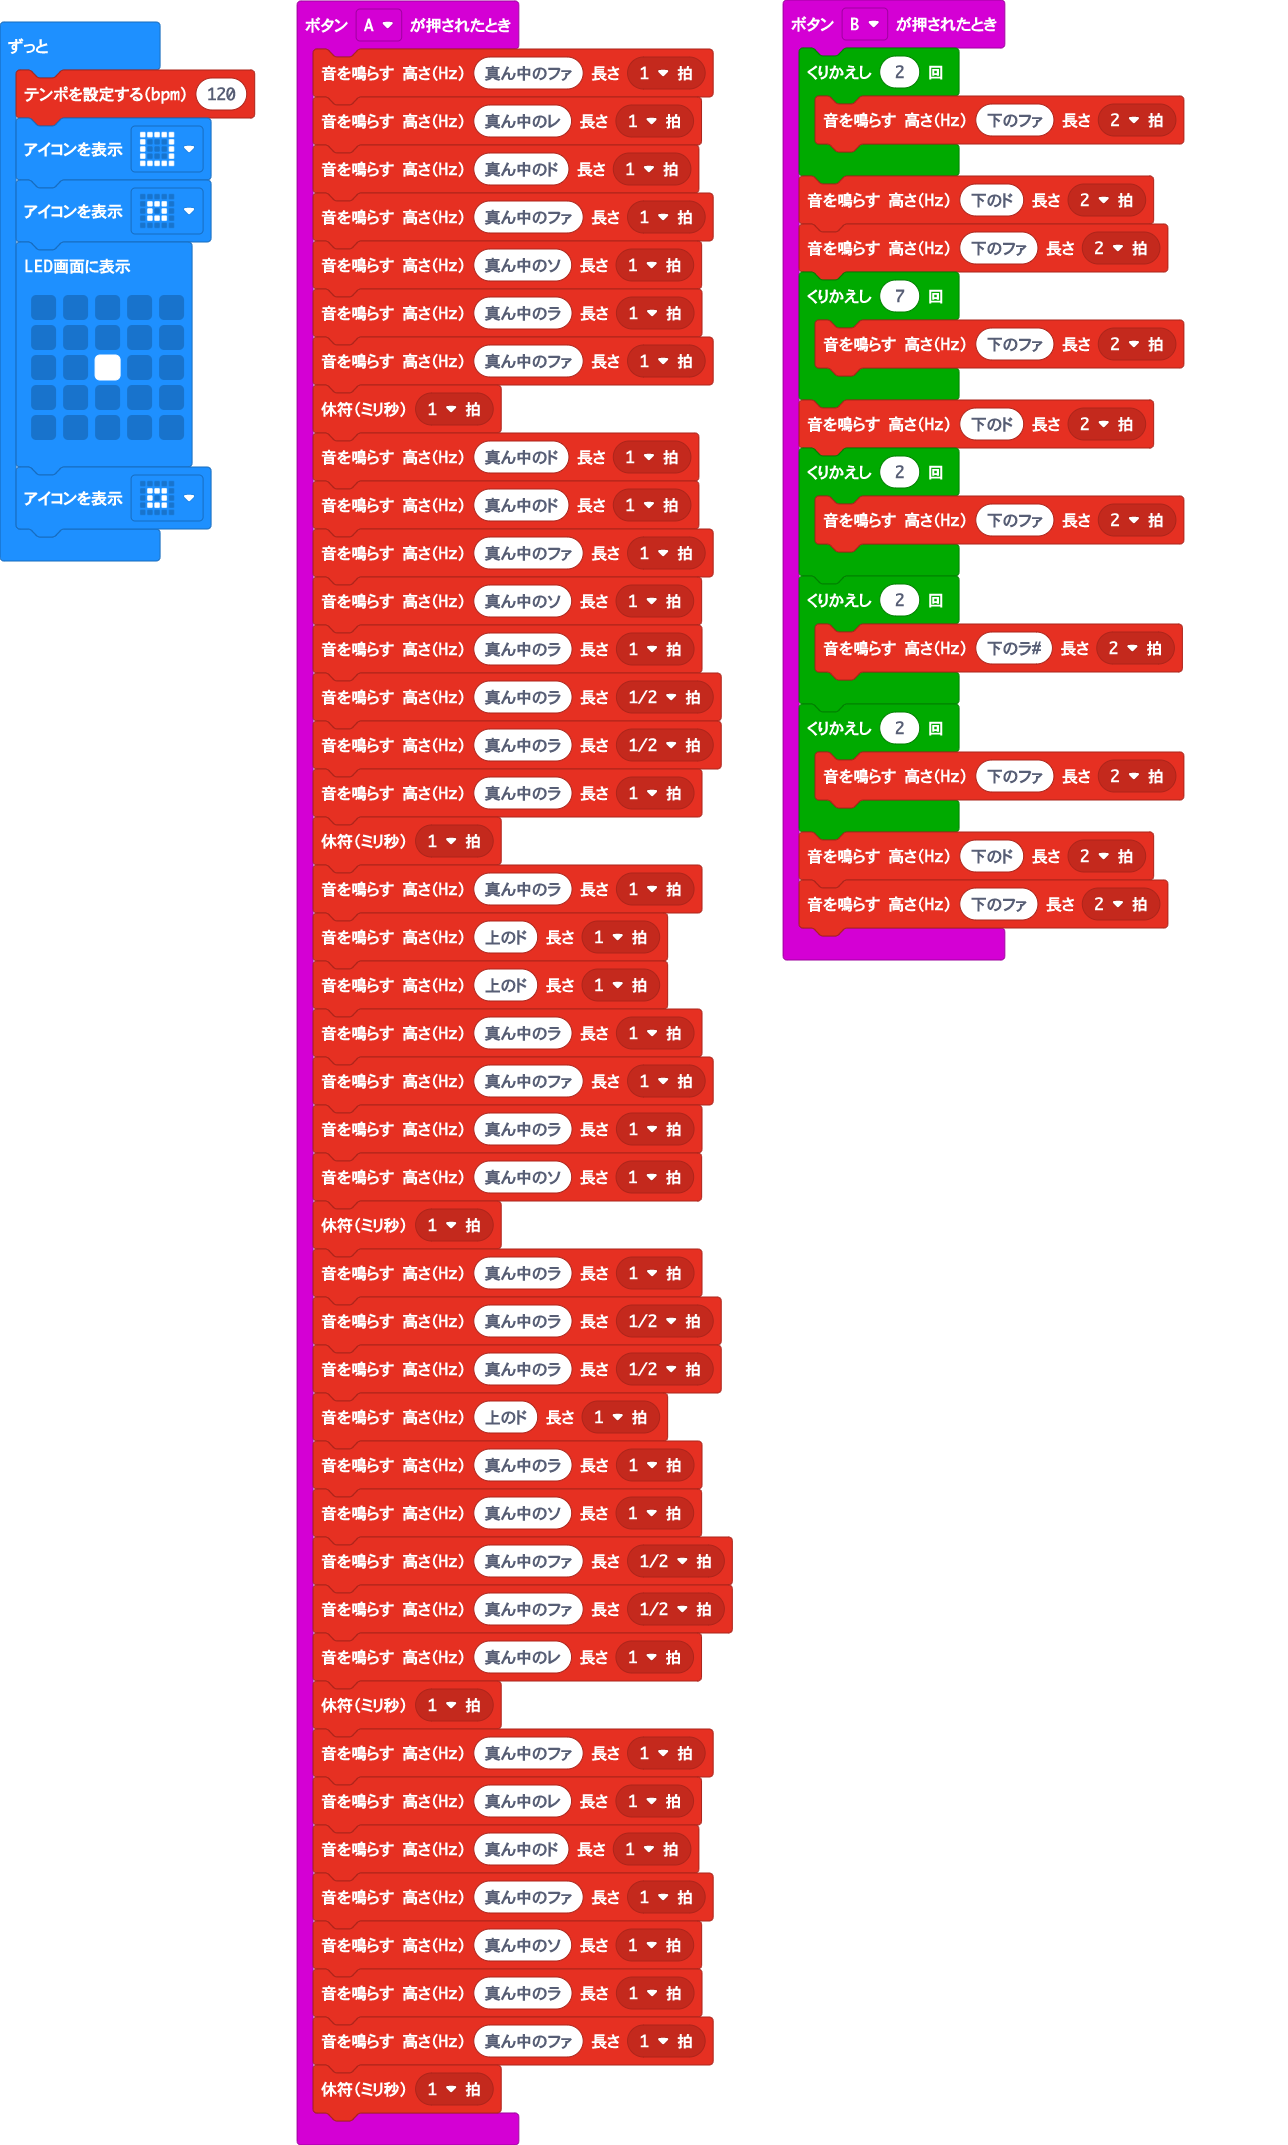 ずっと
テンポを設定する(bpm) 120
アイコンを表示
アイコンを表示
LED画面に表示
アイコンを表示
ボタン A が押されたとき
音を鳴らす 高さ(Hz) 真ん中のファ 長さ 1 拍
音を鳴らす 高さ(Hz) 真ん中のレ 長さ 1 拍
音を鳴らす 高さ(Hz) 真ん中のド 長さ 1 拍
音を鳴らす 高さ(Hz) 真ん中のファ 長さ 1 拍
音を鳴らす 高さ(Hz) 真ん中のソ 長さ 1 拍
音を鳴らす 高さ(Hz) 真ん中のラ 長さ 1 拍
音を鳴らす 高さ(Hz) 真ん中のファ 長さ 1 拍
休符(ミリ秒) 1 拍
音を鳴らす 高さ(Hz) 真ん中のド 長さ 1 拍
音を鳴らす 高さ(Hz) 真ん中のド 長さ 1 拍
音を鳴らす 高さ(Hz) 真ん中のファ 長さ 1 拍
音を鳴らす 高さ(Hz) 真ん中のソ 長さ 1 拍
音を鳴らす 高さ(Hz) 真ん中のラ 長さ 1 拍
音を鳴らす 高さ(Hz) 真ん中のラ 長さ 1/2 拍
音を鳴らす 高さ(Hz) 真ん中のラ 長さ 1/2 拍
音を鳴らす 高さ(Hz) 真ん中のラ 長さ 1 拍
休符(ミリ秒) 1 拍
音を鳴らす 高さ(Hz) 真ん中のラ 長さ 1 拍
音を鳴らす 高さ(Hz) 上のド 長さ 1 拍
音を鳴らす 高さ(Hz) 上のド 長さ 1 拍
音を鳴らす 高さ(Hz) 真ん中のラ 長さ 1 拍
音を鳴らす 高さ(Hz) 真ん中のファ 長さ 1 拍
音を鳴らす 高さ(Hz) 真ん中のラ 長さ 1 拍
音を鳴らす 高さ(Hz) 真ん中のソ 長さ 1 拍
休符(ミリ秒) 1 拍
音を鳴らす 高さ(Hz) 真ん中のラ 長さ 1 拍
音を鳴らす 高さ(Hz) 真ん中のラ 長さ 1/2 拍
音を鳴らす 高さ(Hz) 真ん中のラ 長さ 1/2 拍
音を鳴らす 高さ(Hz) 上のド 長さ 1 拍
音を鳴らす 高さ(Hz) 真ん中のラ 長さ 1 拍
音を鳴らす 高さ(Hz) 真ん中のソ 長さ 1 拍
音を鳴らす 高さ(Hz) 真ん中のファ 長さ 1/2 拍
音を鳴らす 高さ(Hz) 真ん中のファ 長さ 1/2 拍
音を鳴らす 高さ(Hz) 真ん中のレ 長さ 1 拍
休符(ミリ秒) 1 拍
音を鳴らす 高さ(Hz) 真ん中のファ 長さ 1 拍
音を鳴らす 高さ(Hz) 真ん中のレ 長さ 1 拍
音を鳴らす 高さ(Hz) 真ん中のド 長さ 1 拍
音を鳴らす 高さ(Hz) 真ん中のファ 長さ 1 拍
音を鳴らす 高さ(Hz) 真ん中のソ 長さ 1 拍
音を鳴らす 高さ(Hz) 真ん中のラ 長さ 1 拍
音を鳴らす 高さ(Hz) 真ん中のファ 長さ 1 拍
休符(ミリ秒) 1 拍
ボタン B が押されたとき
くりかえし 2 回
音を鳴らす 高さ(Hz) 下のファ 長さ 2 拍
音を鳴らす 高さ(Hz) 下のド 長さ 2 拍
音を鳴らす 高さ(Hz) 下のファ 長さ 2 拍
くりかえし 7 回
音を鳴らす 高さ(Hz) 下のファ 長さ 2 拍
音を鳴らす 高さ(Hz) 下のド 長さ 2 拍
くりかえし 2 回
音を鳴らす 高さ(Hz) 下のファ 長さ 2 拍
くりかえし 2 回
音を鳴らす 高さ(Hz) 下のラ# 長さ 2 拍
くりかえし 2 回
音を鳴らす 高さ(Hz) 下のファ 長さ 2 拍
音を鳴らす 高さ(Hz) 下のド 長さ 2 拍
音を鳴らす 高さ(Hz) 下のファ 長さ 2 拍